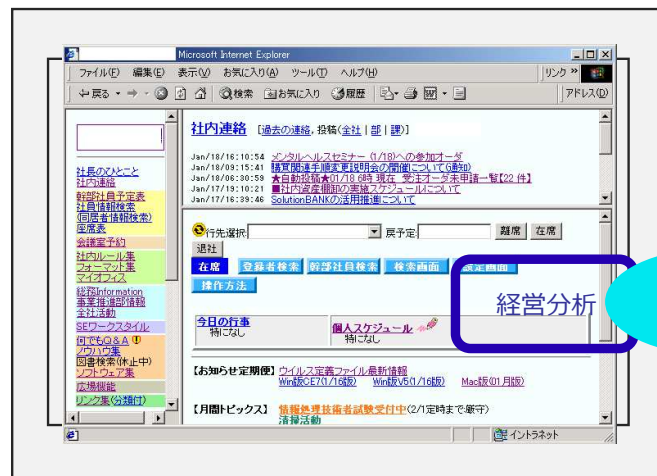 Microsoft Internet Explorer
ファイル(F) 編集(E) 表示(V) お気に入り(A) ツール(T) ヘルプ(H) リンク »
戻る 検索 お気に入り 履歴 アドレス(D)
社長のひとこと
社内連絡
幹部社員予定表
社員情報検索
(同居者情報検索)
座席表
会議室予約
社内ルール集
フォーマット集
マイオフィス
総務Information
事業推進部情報
全社活動
SEワークスタイル
何でもQ&A
ノウハウ集
図書検索(休止中)
ソフトウェア集
広場機能
リンク集(分類付)
社内連絡 [過去の連絡, 投稿(全社 | 部 | 課)]
Jan/18/16:10:54 メンタルヘルスセミナー (1/18)への参加オーダ
Jan/18/09:15:41 購買関連手順変更説明会の開催について(通知)
Jan/18/06:30:59 ★自動投稿★01/18 6時 現在 受注オーダ未申請一覧【22 件】
Jan/17/19:10:21 ■社内資産棚卸の実施スケジュールについて
Jan/17/16:39:46 SolutionBANKの活用推進について
行先選択: 戻予定: 離席 在席
退社
在席 登録者検索 幹部社員検索 検索画面 設定画面
操作方法
経営分析
今日の行事
特になし
個人スケジュール
特になし
【お知らせ定期便】 ウイルス定義ファイル最新情報
Win版CE7(1/16版) Win版V5(1/16版) Mac版(01月版)
【月間トピックス】 情報処理技術者試験受付中(2/1定時まで厳守)
清掃活動
イントラネット